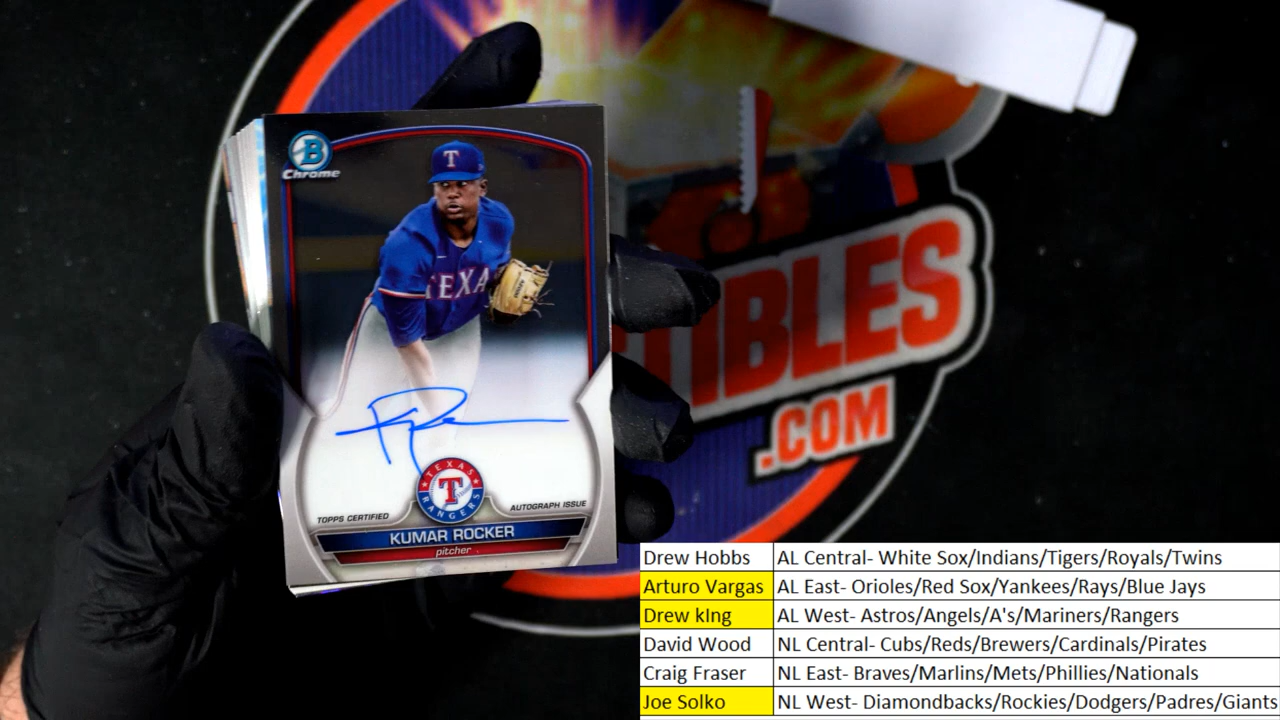 B
Chrome
T
TEXA
TIBLES
.COM
TEXAS
T
RANGERS
TOPPS CERTIFIED
AUTOGRAPH ISSUE
KUMAR ROCKER
pitcher
Drew Hobbs AL Central- White Sox/Indians/Tigers/Royals/Twins
Arturo Vargas AL East- Orioles/Red Sox/Yankees/Rays/Blue Jays
Drew kIng AL West- Astros/Angels/A's/Mariners/Rangers
David Wood NL Central- Cubs/Reds/Brewers/Cardinals/Pirates
Craig Fraser NL East- Braves/Marlins/Mets/Phillies/Nationals
Joe Solko NL West- Diamondbacks/Rockies/Dodgers/Padres/Giants